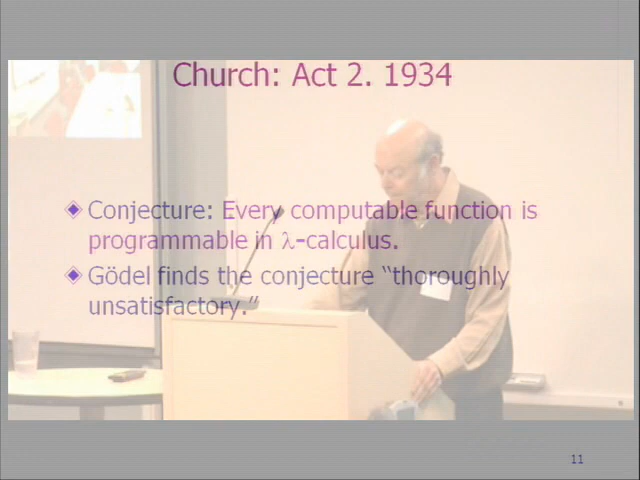 Church: Act 2. 1934
Conjecture: Every computable function is
programmable in λ-calculus.
Gödel finds the conjecture “thoroughly
unsatisfactory.”
11